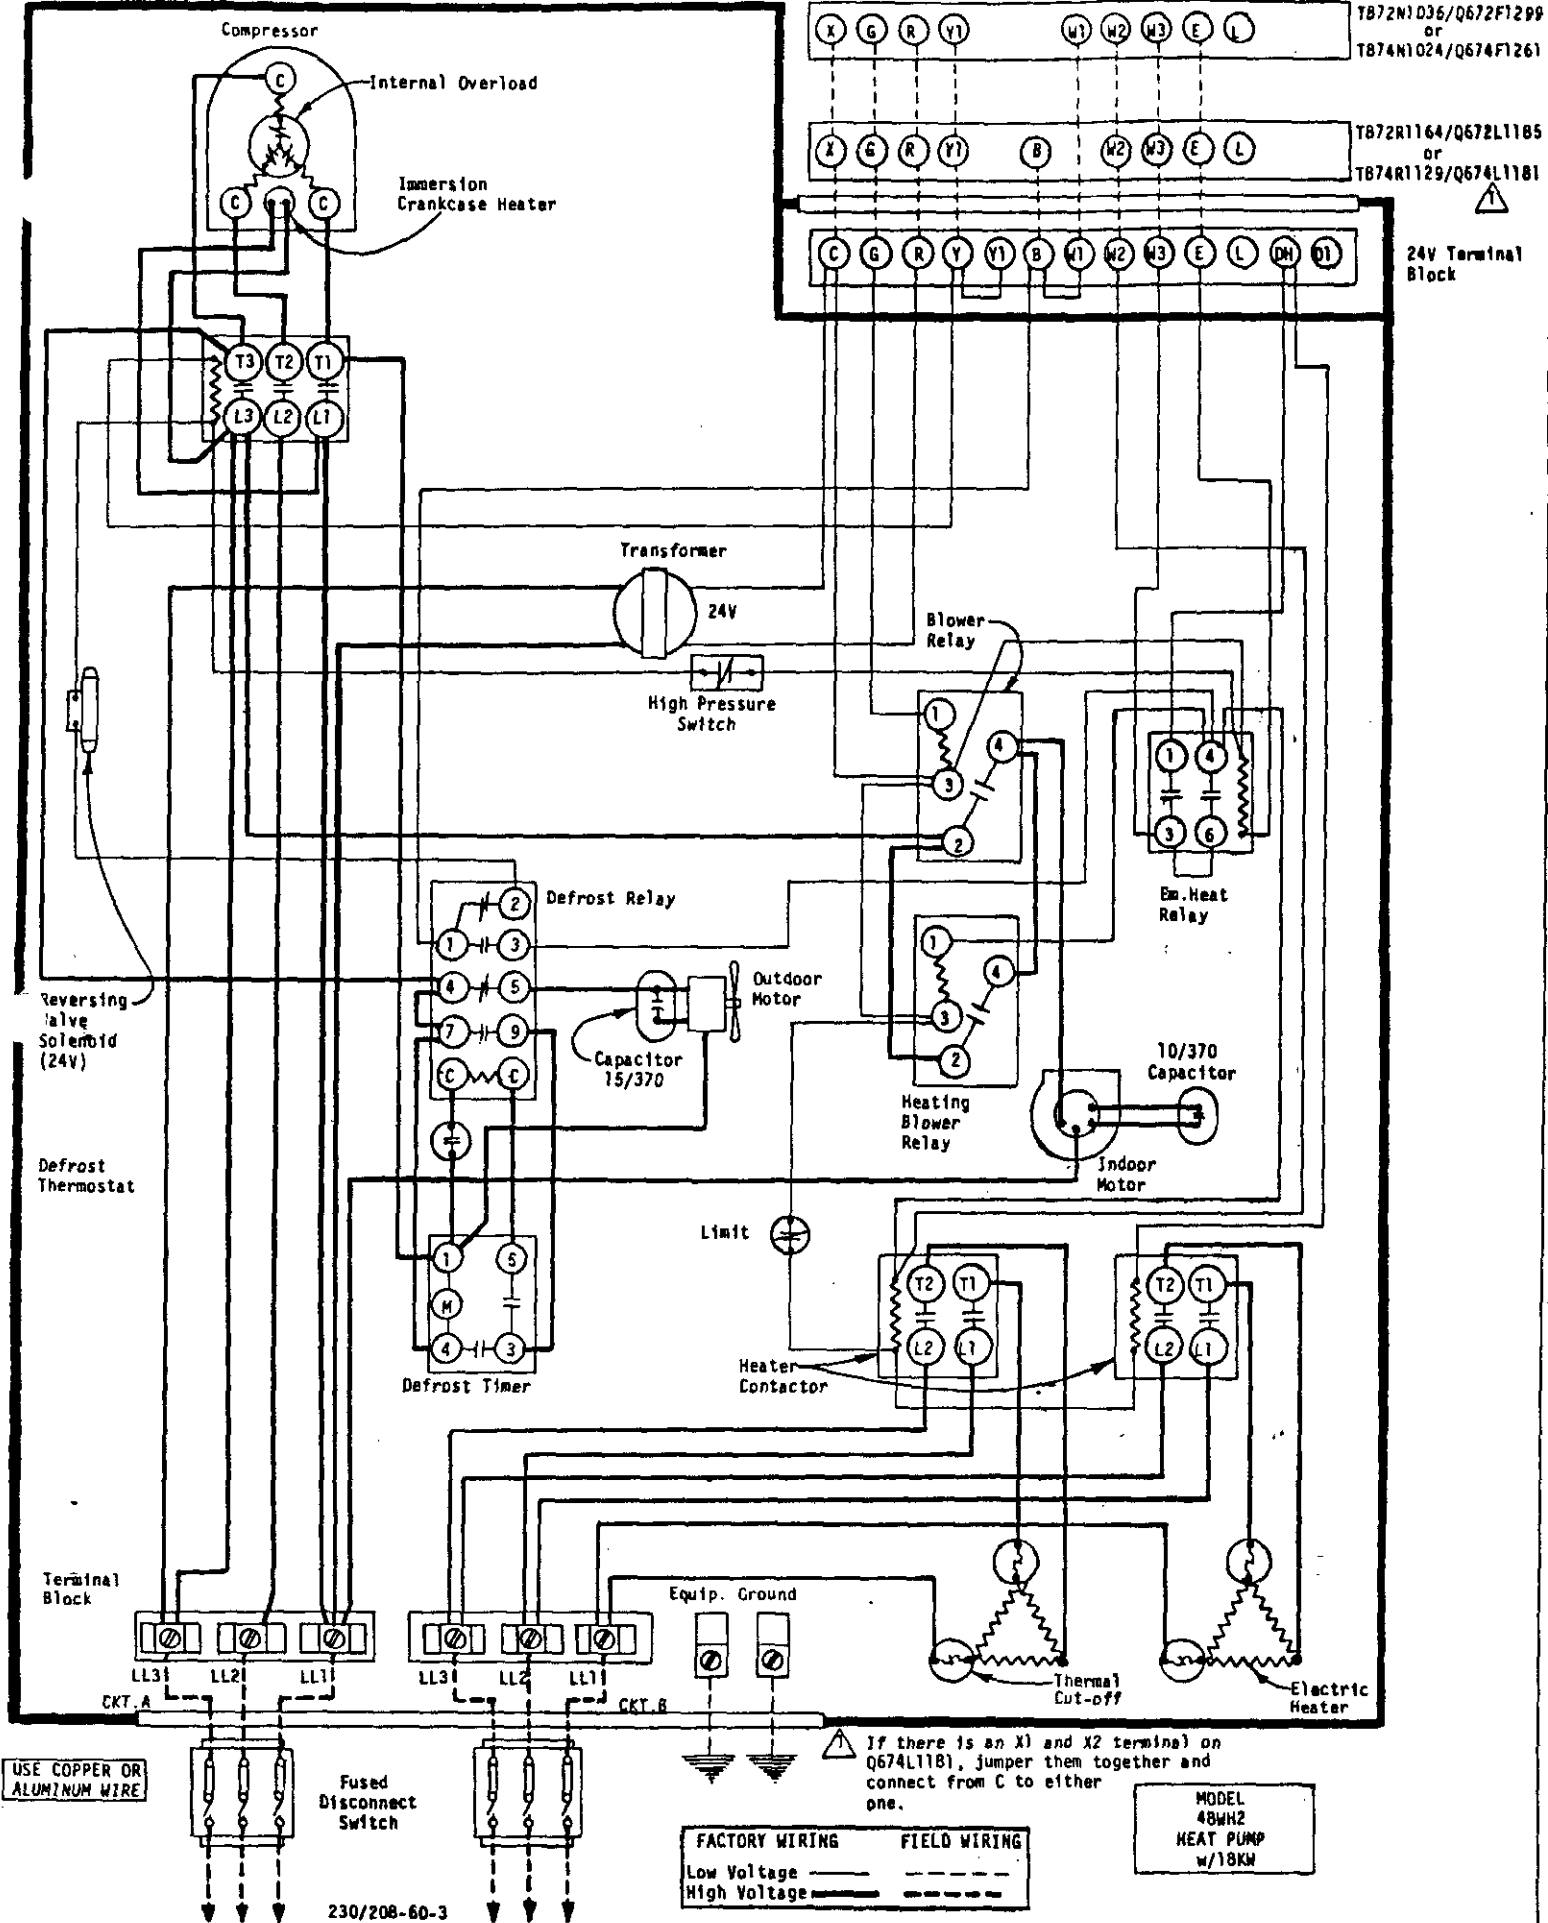 Compressor
C
Internal Overload
C
C
Immersion
Crankcase Heater
X G R Y1 W1 W2 W3 E L
TB72N1036/Q672F1299
or
TB74N1024/Q674F1261
X G R Y1 B W2 W3 E L
TB72R1164/Q672L1185
or
TB74R1129/Q674L1181
1
C G R Y Y1 B W1 W2 W3 E L DH D1
24V Terminal
Block
T3 T2 T1
L3 L2 L1
Transformer
24V
High Pressure
Switch
Blower
Relay
1
4
3
2
1 4
3 6
Em.Heat
Relay
Defrost Relay
2
1 3
4 5
7 9
C C
Outdoor
Motor
Capacitor
15/370
Reversing
alve
Solenoid
(24V)
1
4
3
2
Heating
Blower
Relay
10/370
Capacitor
Indoor
Motor
Defrost
Thermostat
Limit
1 5
M
4 3
Defrost Timer
T2 T1
L2 L1
T2 T1
L2 L1
Heater
Contactor
Terminal
Block
Equip. Ground
LL3 LL2 LL1
LL3 LL2 LL1
CKT.A
CKT.B
Thermal
Cut-off
Electric
Heater
1
If there is an X1 and X2 terminal on
Q674L1181, jumper them together and
connect from C to either
one.
USE COPPER OR
ALUMINUM WIRE
Fused
Disconnect
Switch
MODEL
48WH2
HEAT PUMP
w/18KW
FACTORY WIRING FIELD WIRING
Low Voltage
High Voltage
230/208-60-3